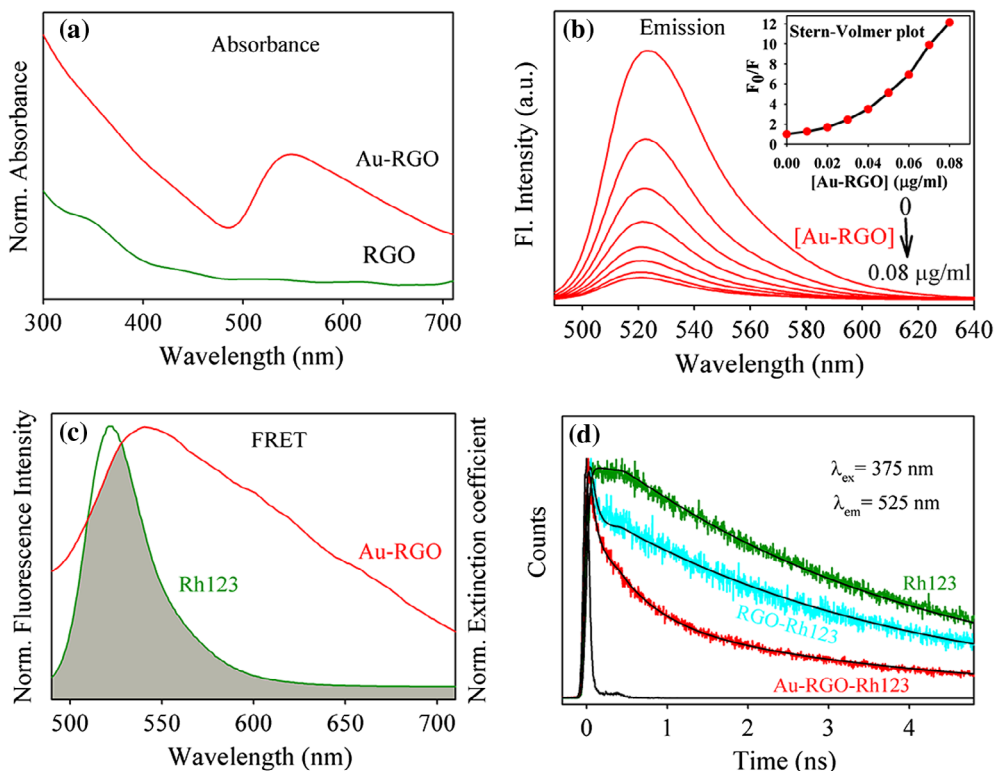 (a)
Absorbance
Au-RGO
RGO
Norm. Absorbance
300 400 500 600 700
Wavelength (nm)
(b)
Emission
Stern-Volmer plot
F0/F
12
10
8
6
4
2
0
0.00 0.02 0.04 0.06 0.08
[Au-RGO] (μg/ml)
0
[Au-RGO]
0.08 μg/ml
Fl. Intensity (a.u.)
500 520 540 560 580 600 620 640
Wavelength (nm)
(c)
FRET
Au-RGO
Rh123
Norm. Fluorescence Intensity
Norm. Extinction coefficient
500 550 600 650 700
Wavelength (nm)
(d)
λex= 375 nm
λem= 525 nm
Rh123
RGO-Rh123
Au-RGO-Rh123
Counts
0 1 2 3 4
Time (ns)